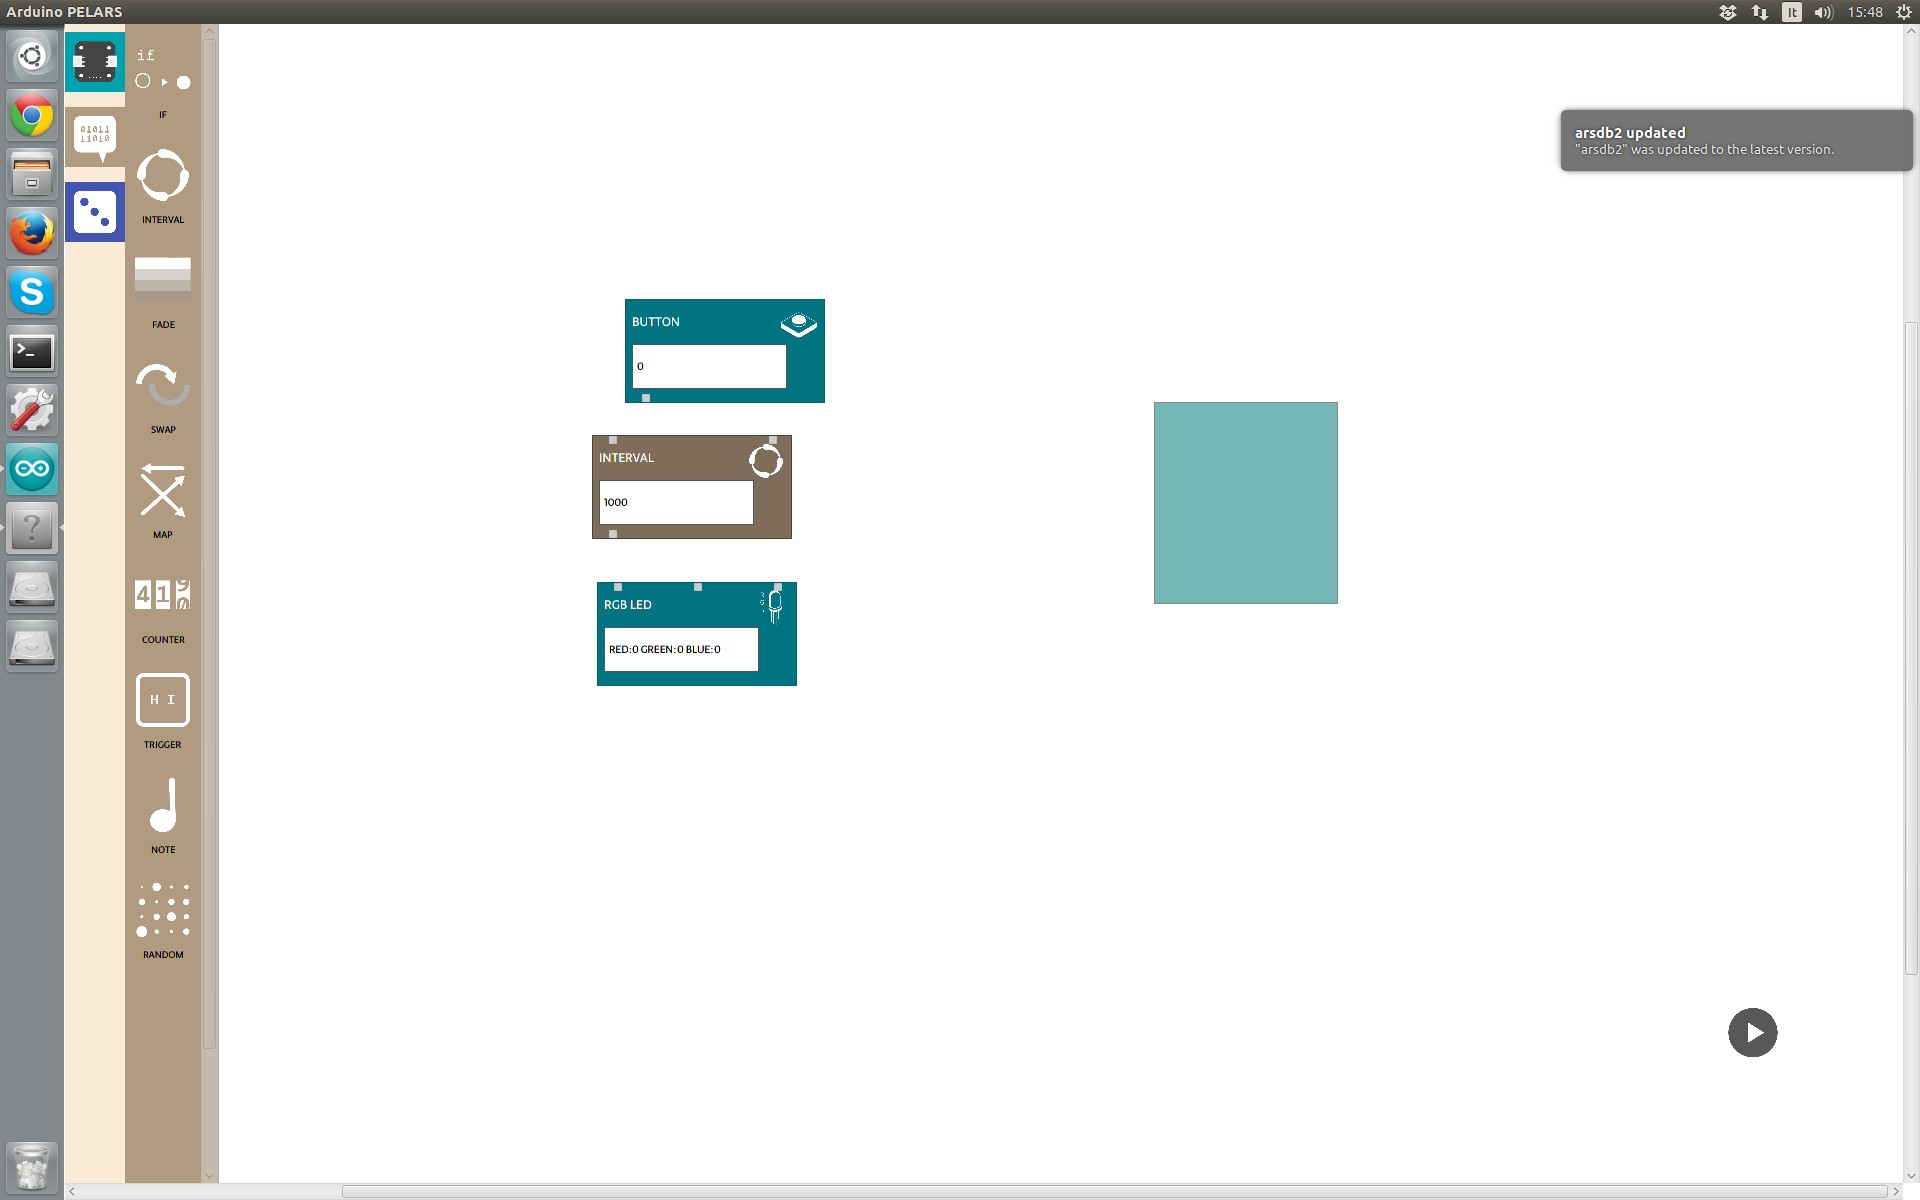 Arduino PELARS
It
15:48
if
IF
01011
11010
INTERVAL
FADE
SWAP
MAP
41
COUNTER
H I
TRIGGER
NOTE
RANDOM
S
>_
?
BUTTON
0
INTERVAL
1000
RGB LED
RED:0 GREEN:0 BLUE:0
arsdb2 updated
"arsdb2" was updated to the latest version.